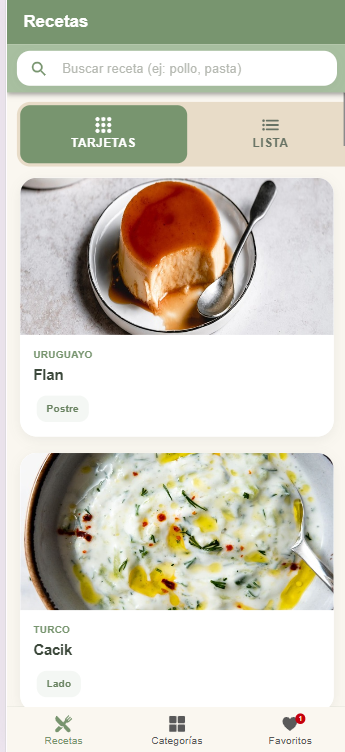 Recetas
Buscar receta (ej: pollo, pasta)
TARJETAS
LISTA
URUGUAYO
Flan
Postre
TURCO
Cacik
Lado
1
Recetas
Categorías
Favoritos